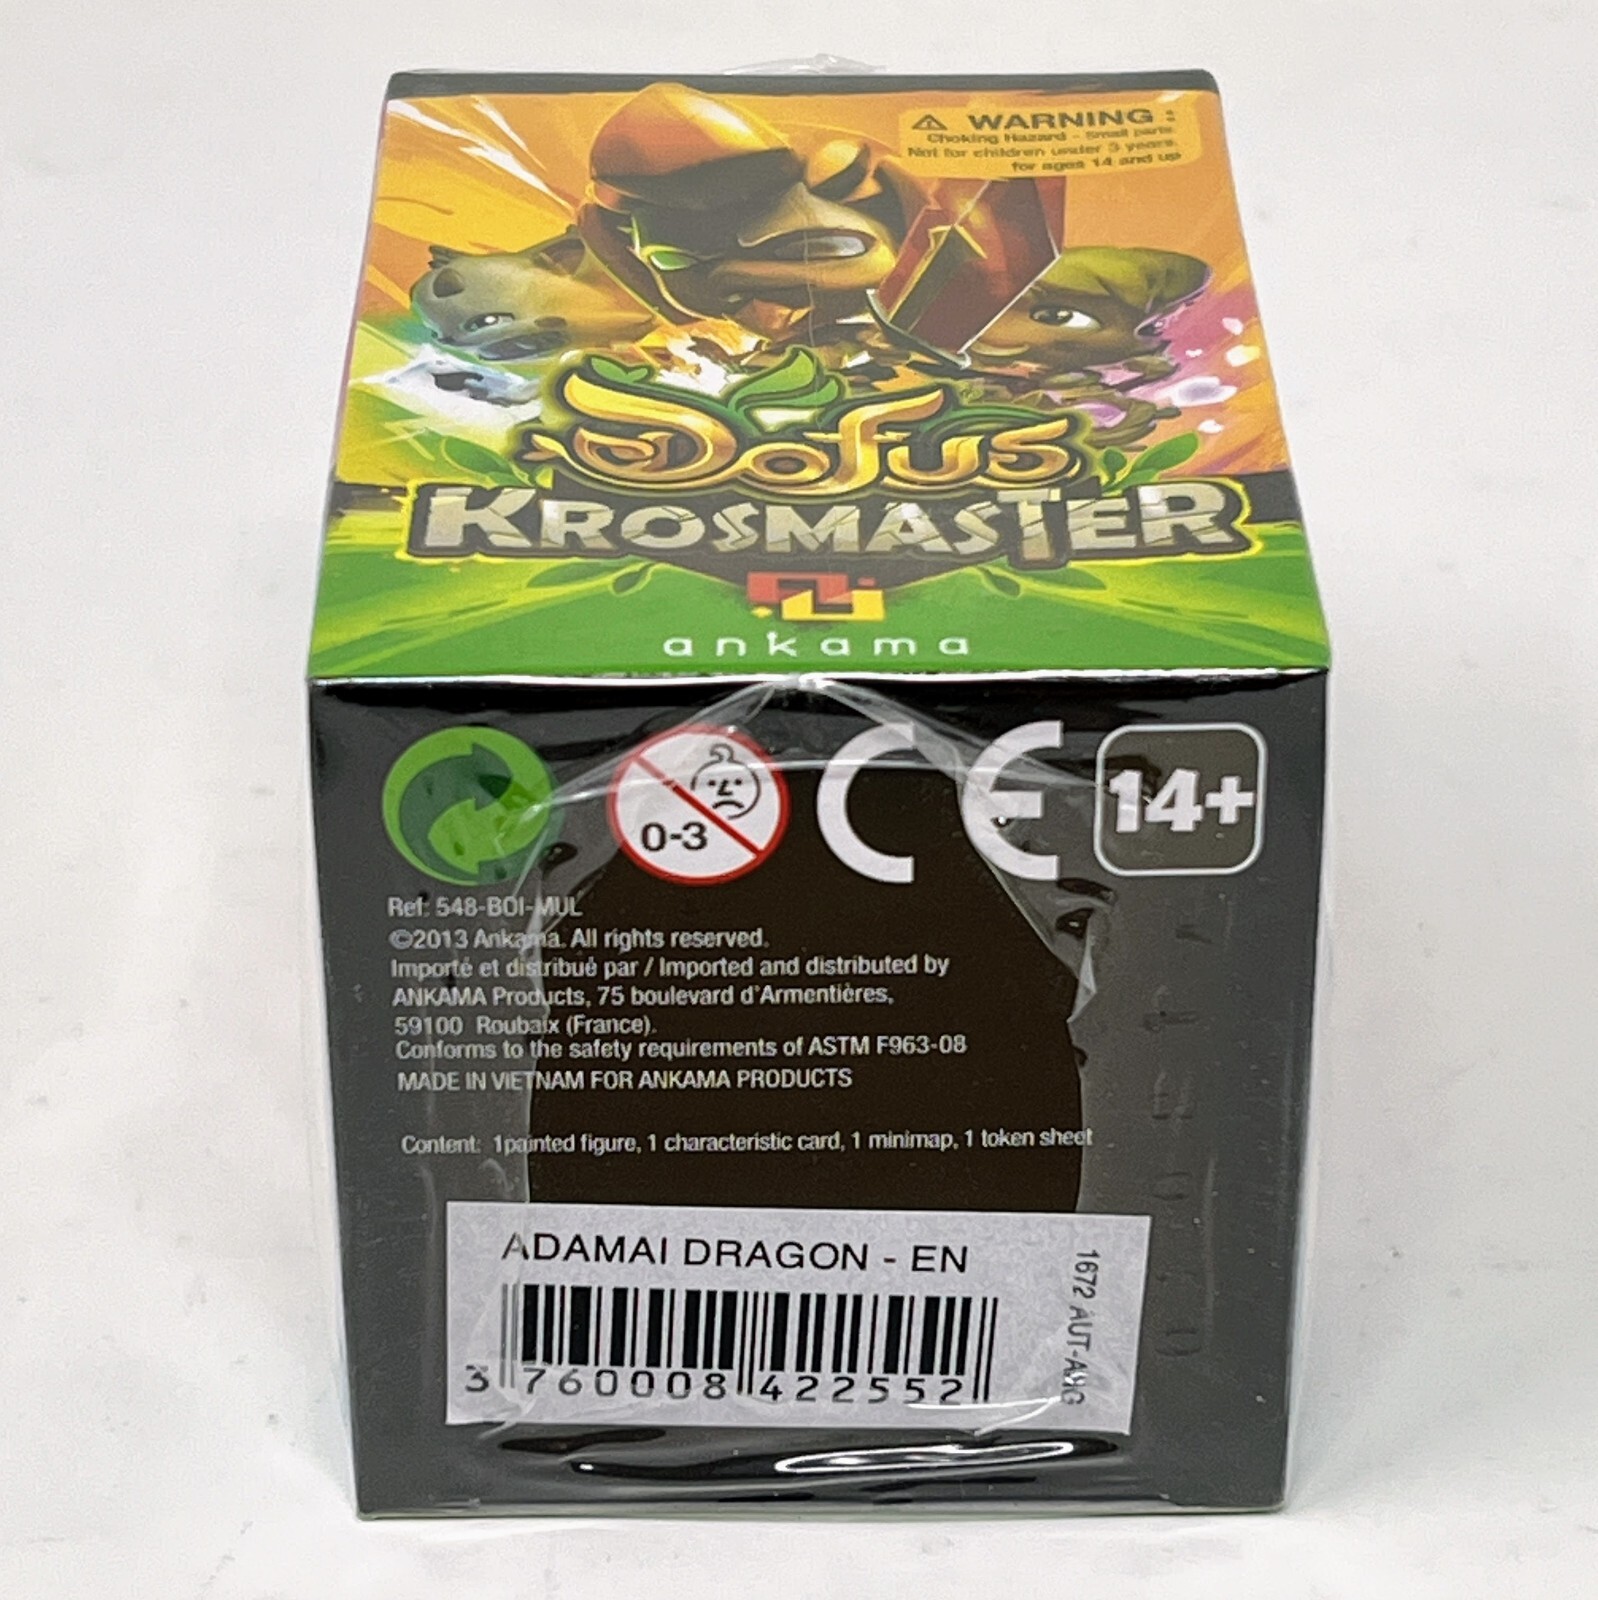 ⚠ WARNING :
Choking Hazard - Small parts.
Not for children under 3 years.
for ages 14 and up
DOFUS
KROSMASTER
ankama
0-3
CE
14+
Ref: 548-BOI-MUL
©2013 Ankama. All rights reserved.
Importé et distribué par / Imported and distributed by
ANKAMA Products, 75 boulevard d'Armentières,
59100 Roubaix (France).
Conforms to the safety requirements of ASTM F963-08
MADE IN VIETNAM FOR ANKAMA PRODUCTS
Content: 1painted figure, 1 characteristic card, 1 minimap, 1 token sheet
ADAMAI DRAGON - EN
3 760008 422552
1672 AUT-ARG